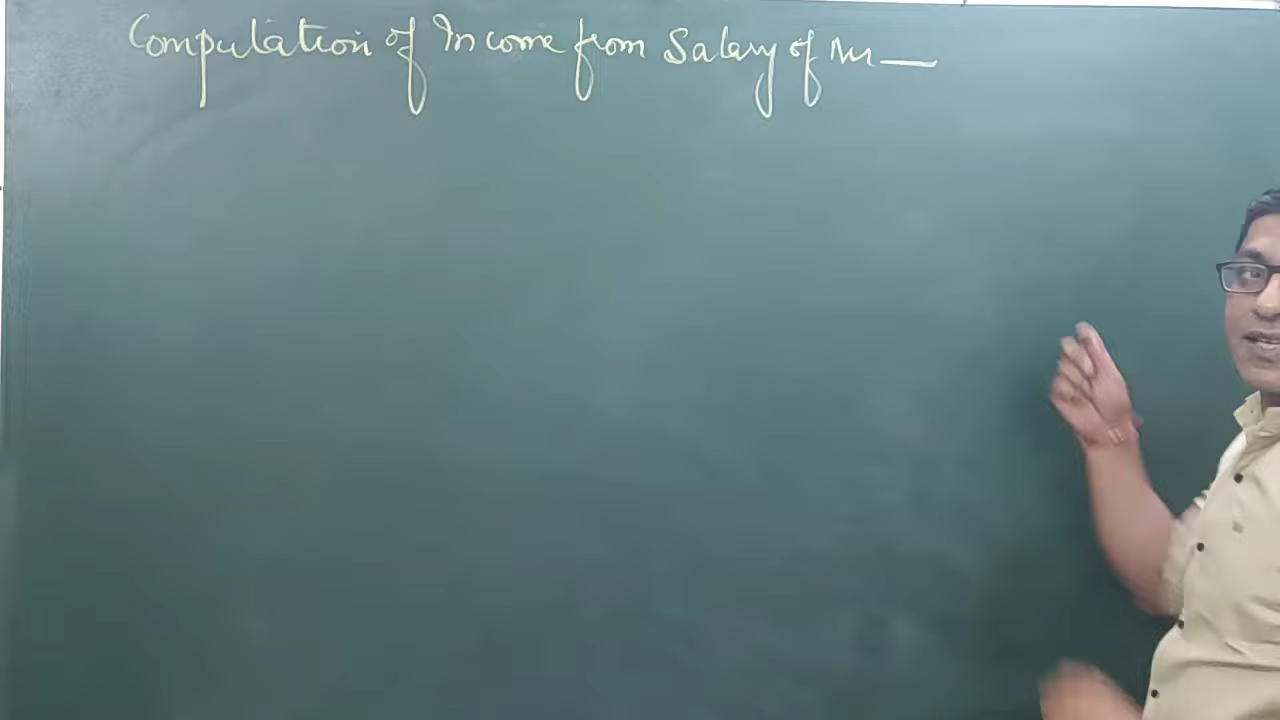 Computation of Income from Salary of Mr —